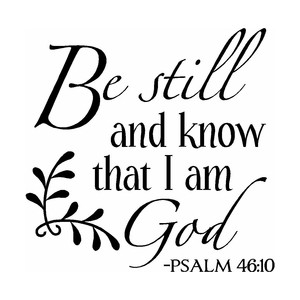 Be still
and know
that I am
God
-PSALM 46:10